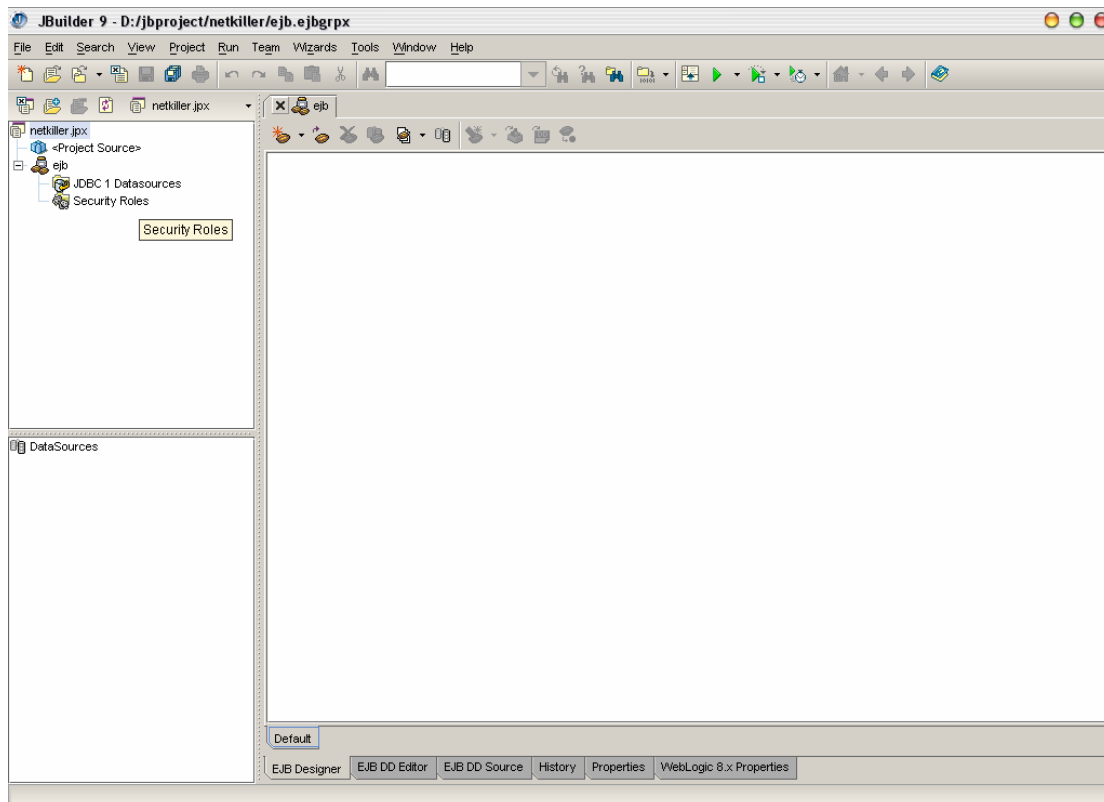 JBuilder 9 - D:/jbproject/netkiller/ejb.ejbgrpx
File Edit Search View Project Run Team Wizards Tools Window Help
netkiller.jpx
ejb
netkiller.jpx
<Project Source>
ejb
JDBC 1 Datasources
Security Roles
Security Roles
DataSources
Default
EJB Designer EJB DD Editor EJB DD Source History Properties WebLogic 8.x Properties